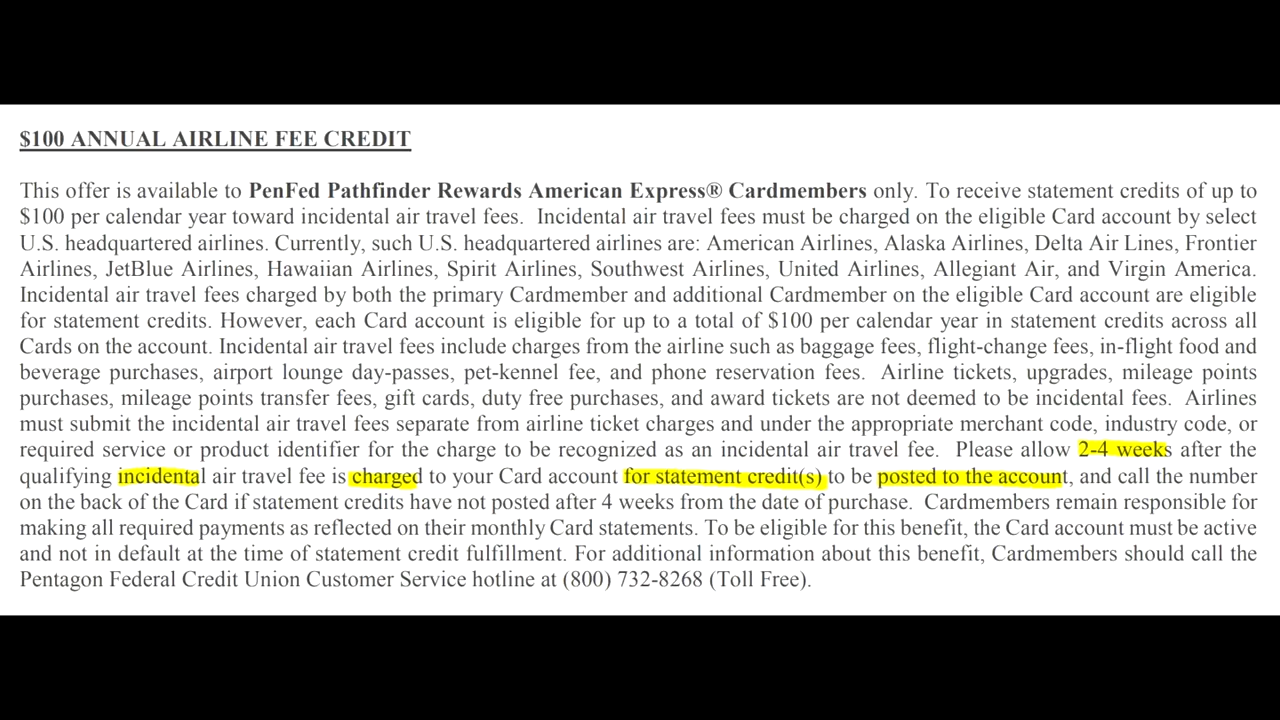 $100 ANNUAL AIRLINE FEE CREDIT
This offer is available to PenFed Pathfinder Rewards American Express® Cardmembers only. To receive statement credits of up to
$100 per calendar year toward incidental air travel fees. Incidental air travel fees must be charged on the eligible Card account by select
U.S. headquartered airlines. Currently, such U.S. headquartered airlines are: American Airlines, Alaska Airlines, Delta Air Lines, Frontier
Airlines, JetBlue Airlines, Hawaiian Airlines, Spirit Airlines, Southwest Airlines, United Airlines, Allegiant Air, and Virgin America.
Incidental air travel fees charged by both the primary Cardmember and additional Cardmember on the eligible Card account are eligible
for statement credits. However, each Card account is eligible for up to a total of $100 per calendar year in statement credits across all
Cards on the account. Incidental air travel fees include charges from the airline such as baggage fees, flight-change fees, in-flight food and
beverage purchases, airport lounge day-passes, pet-kennel fee, and phone reservation fees. Airline tickets, upgrades, mileage points
purchases, mileage points transfer fees, gift cards, duty free purchases, and award tickets are not deemed to be incidental fees. Airlines
must submit the incidental air travel fees separate from airline ticket charges and under the appropriate merchant code, industry code, or
required service or product identifier for the charge to be recognized as an incidental air travel fee. Please allow 2-4 weeks after the
qualifying incidental air travel fee is charged to your Card account for statement credit(s) to be posted to the account, and call the number
on the back of the Card if statement credits have not posted after 4 weeks from the date of purchase. Cardmembers remain responsible for
making all required payments as reflected on their monthly Card statements. To be eligible for this benefit, the Card account must be active
and not in default at the time of statement credit fulfillment. For additional information about this benefit, Cardmembers should call the
Pentagon Federal Credit Union Customer Service hotline at (800) 732-8268 (Toll Free).